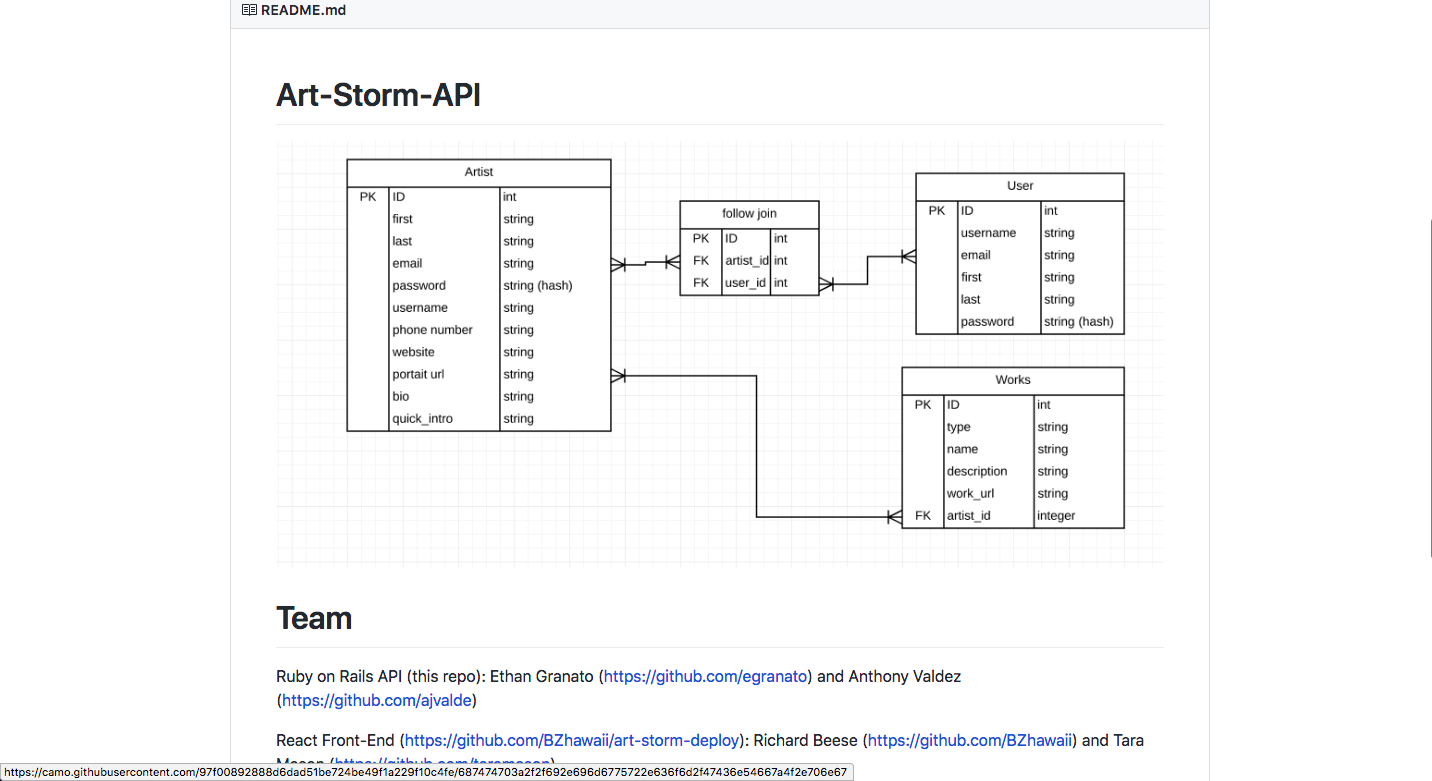 README.md
Art-Storm-API
Artist
PK ID int
first string
last string
email string
password string (hash)
username string
phone number string
website string
portait url string
bio string
quick_intro string
follow join
PK ID int
FK artist_id int
FK user_id int
User
PK ID int
username string
email string
first string
last string
password string (hash)
Works
PK ID int
type string
name string
description string
work_url string
FK artist_id integer
Team
Ruby on Rails API (this repo): Ethan Granato (https://github.com/egranato) and Anthony Valdez
(https://github.com/ajvalde)
React Front-End (https://github.com/BZhawaii/art-storm-deploy): Richard Beese (https://github.com/BZhawaii) and Tara
https://camo.githubusercontent.com/97f00892888d6dad51be724be49f1a229f10c4fe/687474703a2f2f692e696d6775722e636f6d2f47436e54667a4f2e706e67